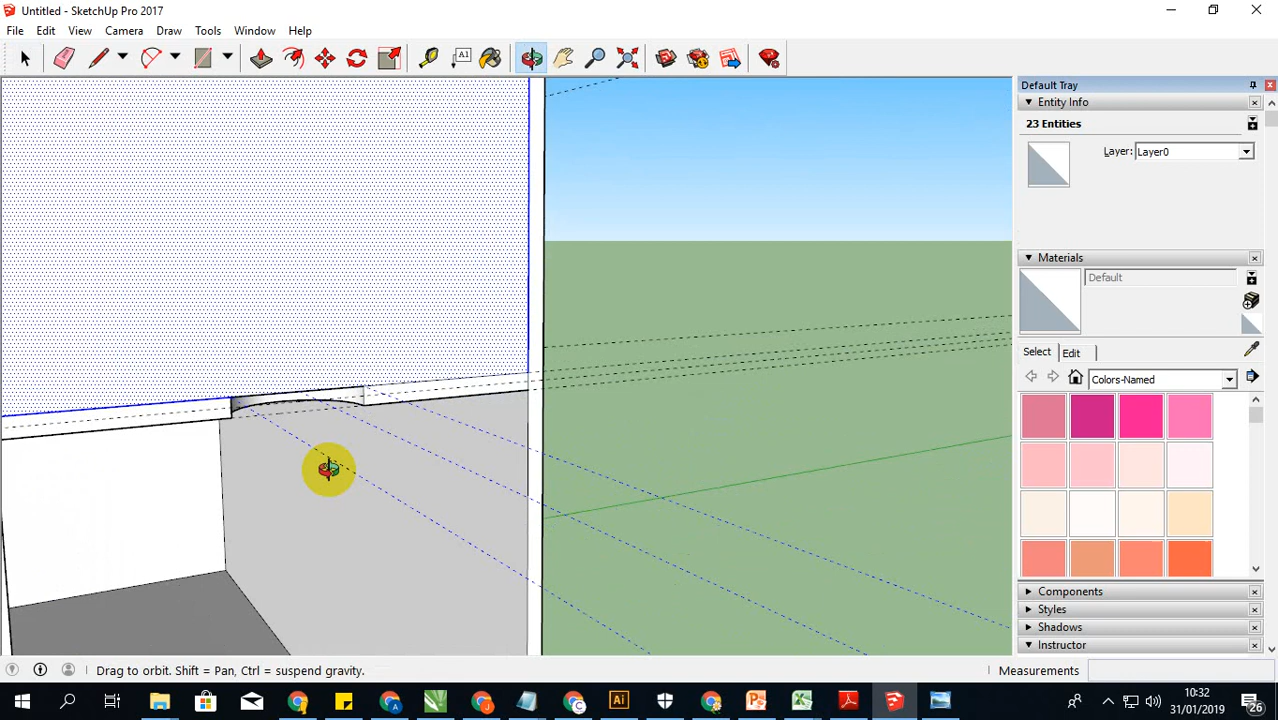 Untitled - SketchUp Pro 2017
File Edit View Camera Draw Tools Window Help
A1
Default Tray
Entity Info
23 Entities
Layer: Layer0
Materials
Default
Select Edit
Colors-Named
Components
Styles
Shadows
Instructor
Drag to orbit. Shift = Pan, Ctrl = suspend gravity.
Measurements
10:32
31/01/2019
26